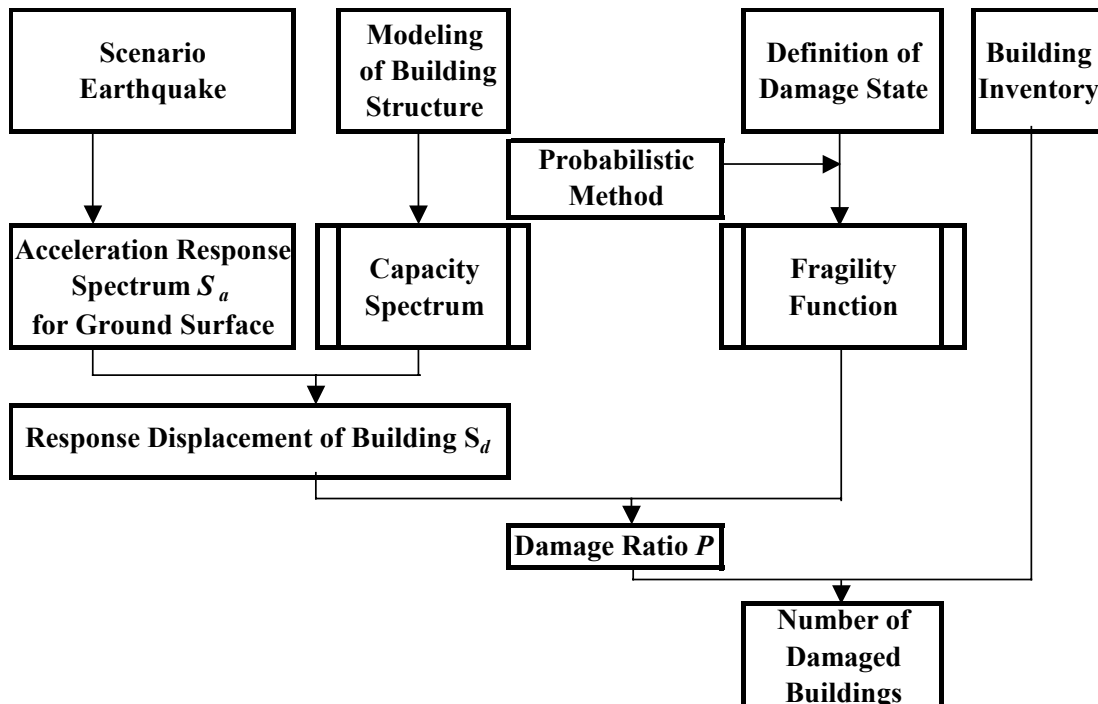 Scenario
Earthquake
Modeling
of Building
Structure
Definition of
Damage State
Building
Inventory
Probabilistic
Method
Acceleration Response
Spectrum S a
for Ground Surface
Capacity
Spectrum
Fragility
Function
Response Displacement of Building Sd
Damage Ratio P
Number of
Damaged
Buildings